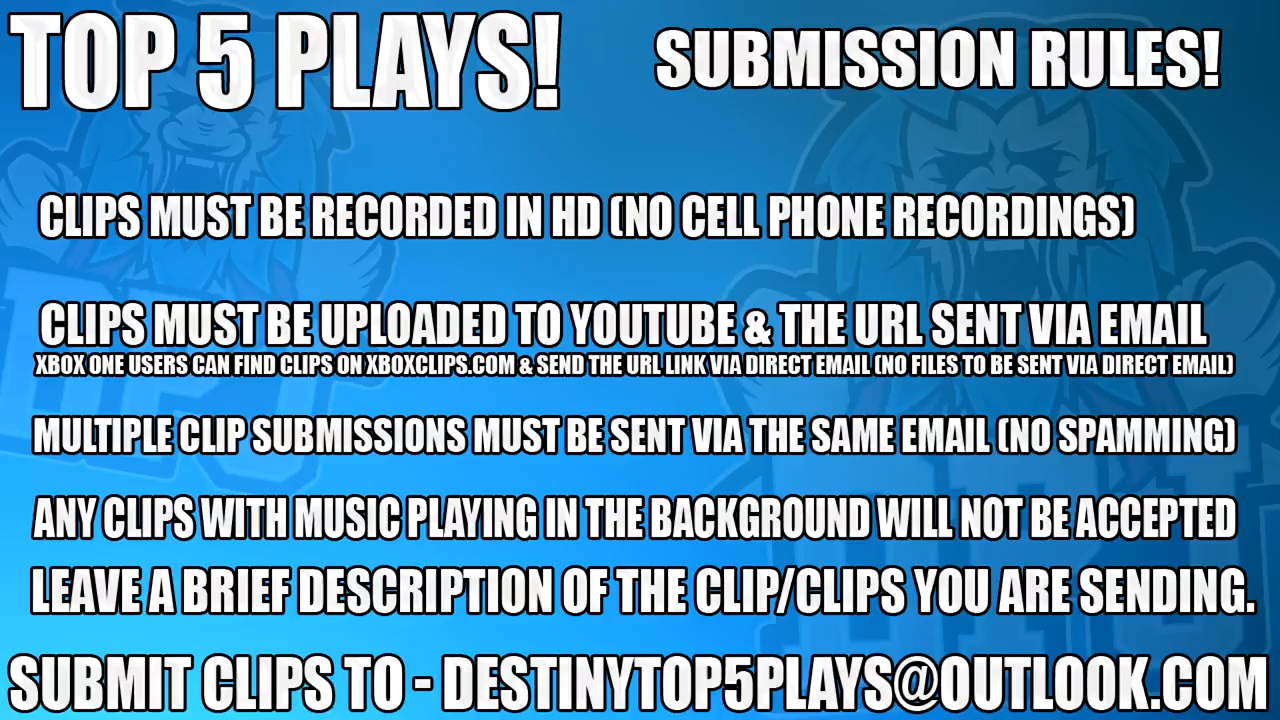 TOP 5 PLAYS!
SUBMISSION RULES!
CLIPS MUST BE RECORDED IN HD (NO CELL PHONE RECORDINGS)
CLIPS MUST BE UPLOADED TO YOUTUBE & THE URL SENT VIA EMAIL
XBOX ONE USERS CAN FIND CLIPS ON XBOXCLIPS.COM & SEND THE URL LINK VIA DIRECT EMAIL (NO FILES TO BE SENT VIA DIRECT EMAIL)
MULTIPLE CLIP SUBMISSIONS MUST BE SENT VIA THE SAME EMAIL (NO SPAMMING)
ANY CLIPS WITH MUSIC PLAYING IN THE BACKGROUND WILL NOT BE ACCEPTED
LEAVE A BRIEF DESCRIPTION OF THE CLIP/CLIPS YOU ARE SENDING.
SUBMIT CLIPS TO - DESTINYTOP5PLAYS@OUTLOOK.COM